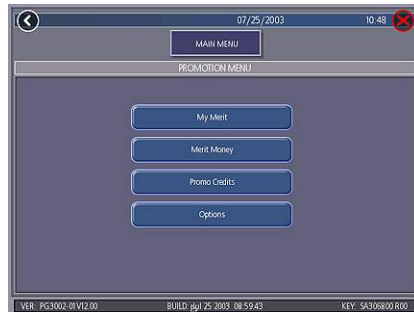 07/25/2003 10:48
MAIN MENU
PROMOTION MENU
My Merit
Merit Money
Promo Credits
Options
VER: PG3002-01V12.00 BUILD: Jul 25 2003 08:59:43 KEY: SA306800 R00